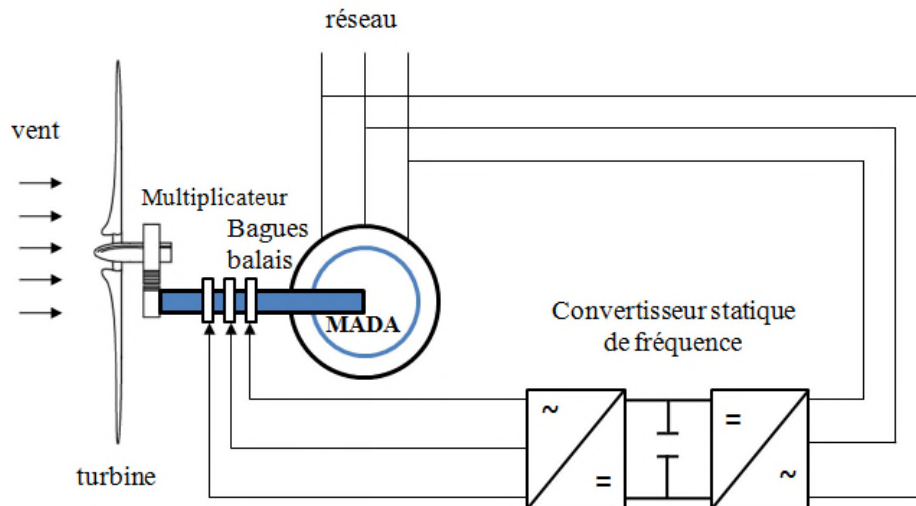 réseau
vent
Multiplicateur
Bagues
balais
MADA
Convertisseur statique
de fréquence
~
=
=
~
turbine